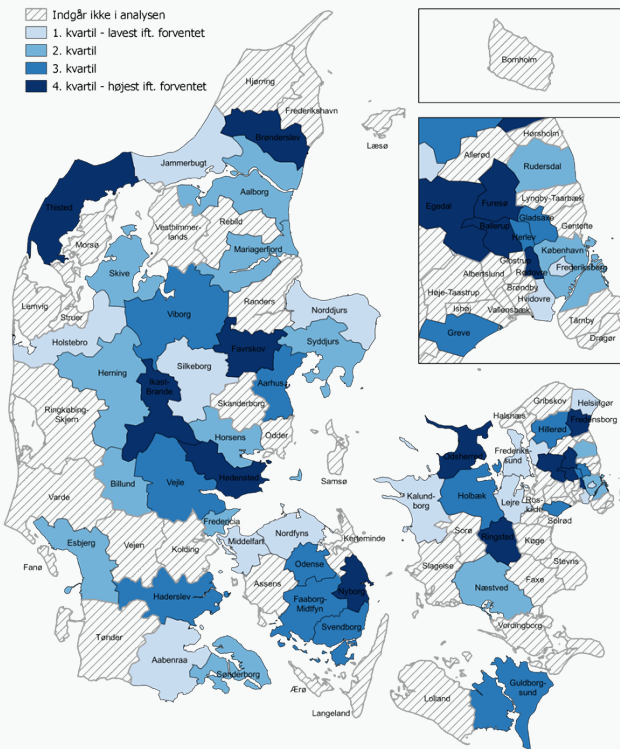 Indgår ikke i analysen
1. kvartil - lavest ift. forventet
2. kvartil
3. kvartil
4. kvartil - højest ift. forventet
Hjørring
Frederikshavn
Læsø
Brønderslev
Jammerbugt
Thisted
Aalborg
Vesthimmer-
lands
Rebild
Morsø
Mariagerfjord
Skive
Lemvig
Struer
Viborg
Randers
Norddjurs
Holstebro
Favrskov
Syddjurs
Silkeborg
Herning
Ikast-
Brande
Aarhus
Skanderborg
Ringkøbing-
Skjern
Horsens
Odder
Samsø
Hedensted
Billund
Vejle
Varde
Fredericia
Esbjerg
Vejen
Kolding
Fanø
Middelfart
Nordfyns
Kerteminde
Odense
Assens
Nyborg
Haderslev
Faaborg-
Midtfyn
Svendborg
Tønder
Aabenraa
Sønderborg
Ærø
Langeland
Bornholm
Hørsholm
Allerød
Rudersdal
Egedal
Furesø
Lyngby-Taarbæk
Gladsaxe
Gentofte
Ballerup
Herlev
København
Glostrup
Frederiksberg
Albertslund
Rødovre
Høje-Taastrup
Brøndby
Hvidovre
Ishøj
Vallensbæk
Tårnby
Greve
Dragør
Gribskov
Helsingør
Halsnæs
Fredensborg
Hillerød
Odsherred
Frederiks-
sund
Kalund-
borg
Holbæk
Lejre
Ros-
kilde
Solrød
Sorø
Ringsted
Køge
Slagelse
Stevns
Næstved
Faxe
Vordingborg
Lolland
Guldborg-
sund